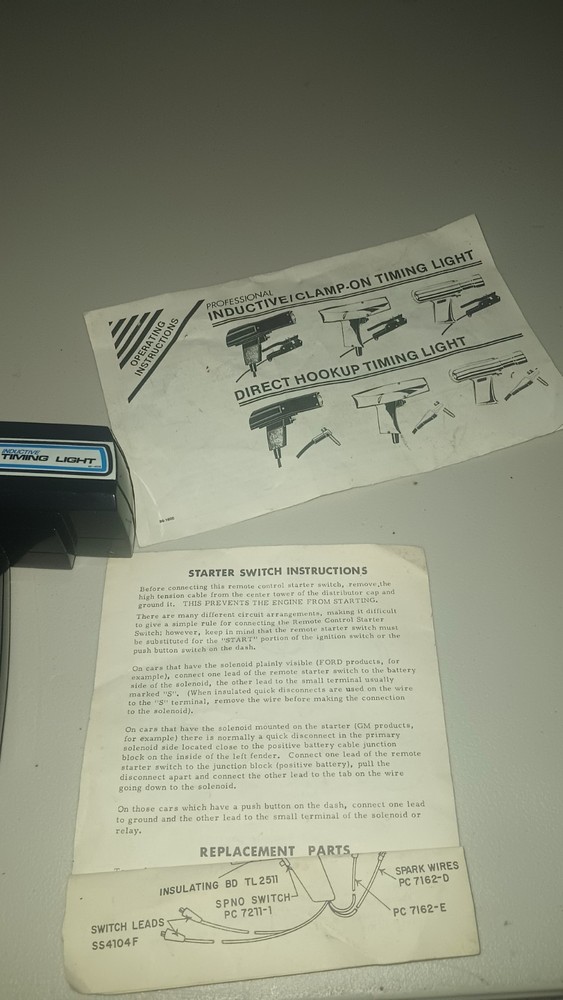 OPERATING
INSTRUCTIONS
PROFESSIONAL
INDUCTIVE/CLAMP-ON TIMING LIGHT
DIRECT HOOKUP TIMING LIGHT
INDUCTIVE
TIMING LIGHT
STARTER SWITCH INSTRUCTIONS
Before connecting this remote control starter switch, remove the
high tension cable from the center tower of the distributor cap and
ground it. THIS PREVENTS THE ENGINE FROM STARTING.
There are many different circuit arrangements, making it difficult
to give a simple rule for connecting the Remote Control Starter
Switch; however, keep in mind that the remote starter switch must
be substituted for the "START" portion of the ignition switch or the
push button switch on the dash.
On cars that have the solenoid plainly visible (FORD products, for
example), connect one lead of the remote starter switch to the battery
side of the solenoid, the other lead to the small terminal usually
marked "S". (When insulated quick disconnects are used on the wire
to the "S" terminal, remove the wire before making the connection
to the solenoid).
On cars that have the solenoid mounted on the starter (GM products,
for example) there is normally a quick disconnect in the primary
solenoid side located close to the positive battery cable junction
block on the inside of the left fender. Connect one lead of the remote
starter switch to the junction block (positive battery), pull the
disconnect apart and connect the other lead to the tab on the wire
going down to the solenoid.
On those cars which have a push button on the dash, connect one lead
to ground and the other lead to the small terminal of the solenoid or
relay.
REPLACEMENT PARTS
INSULATING BD TL2511
SPNO SWITCH
PC 7211-1
SPARK WIRES
PC 7162-D
PC 7162-E
SWITCH LEADS
SS4104F